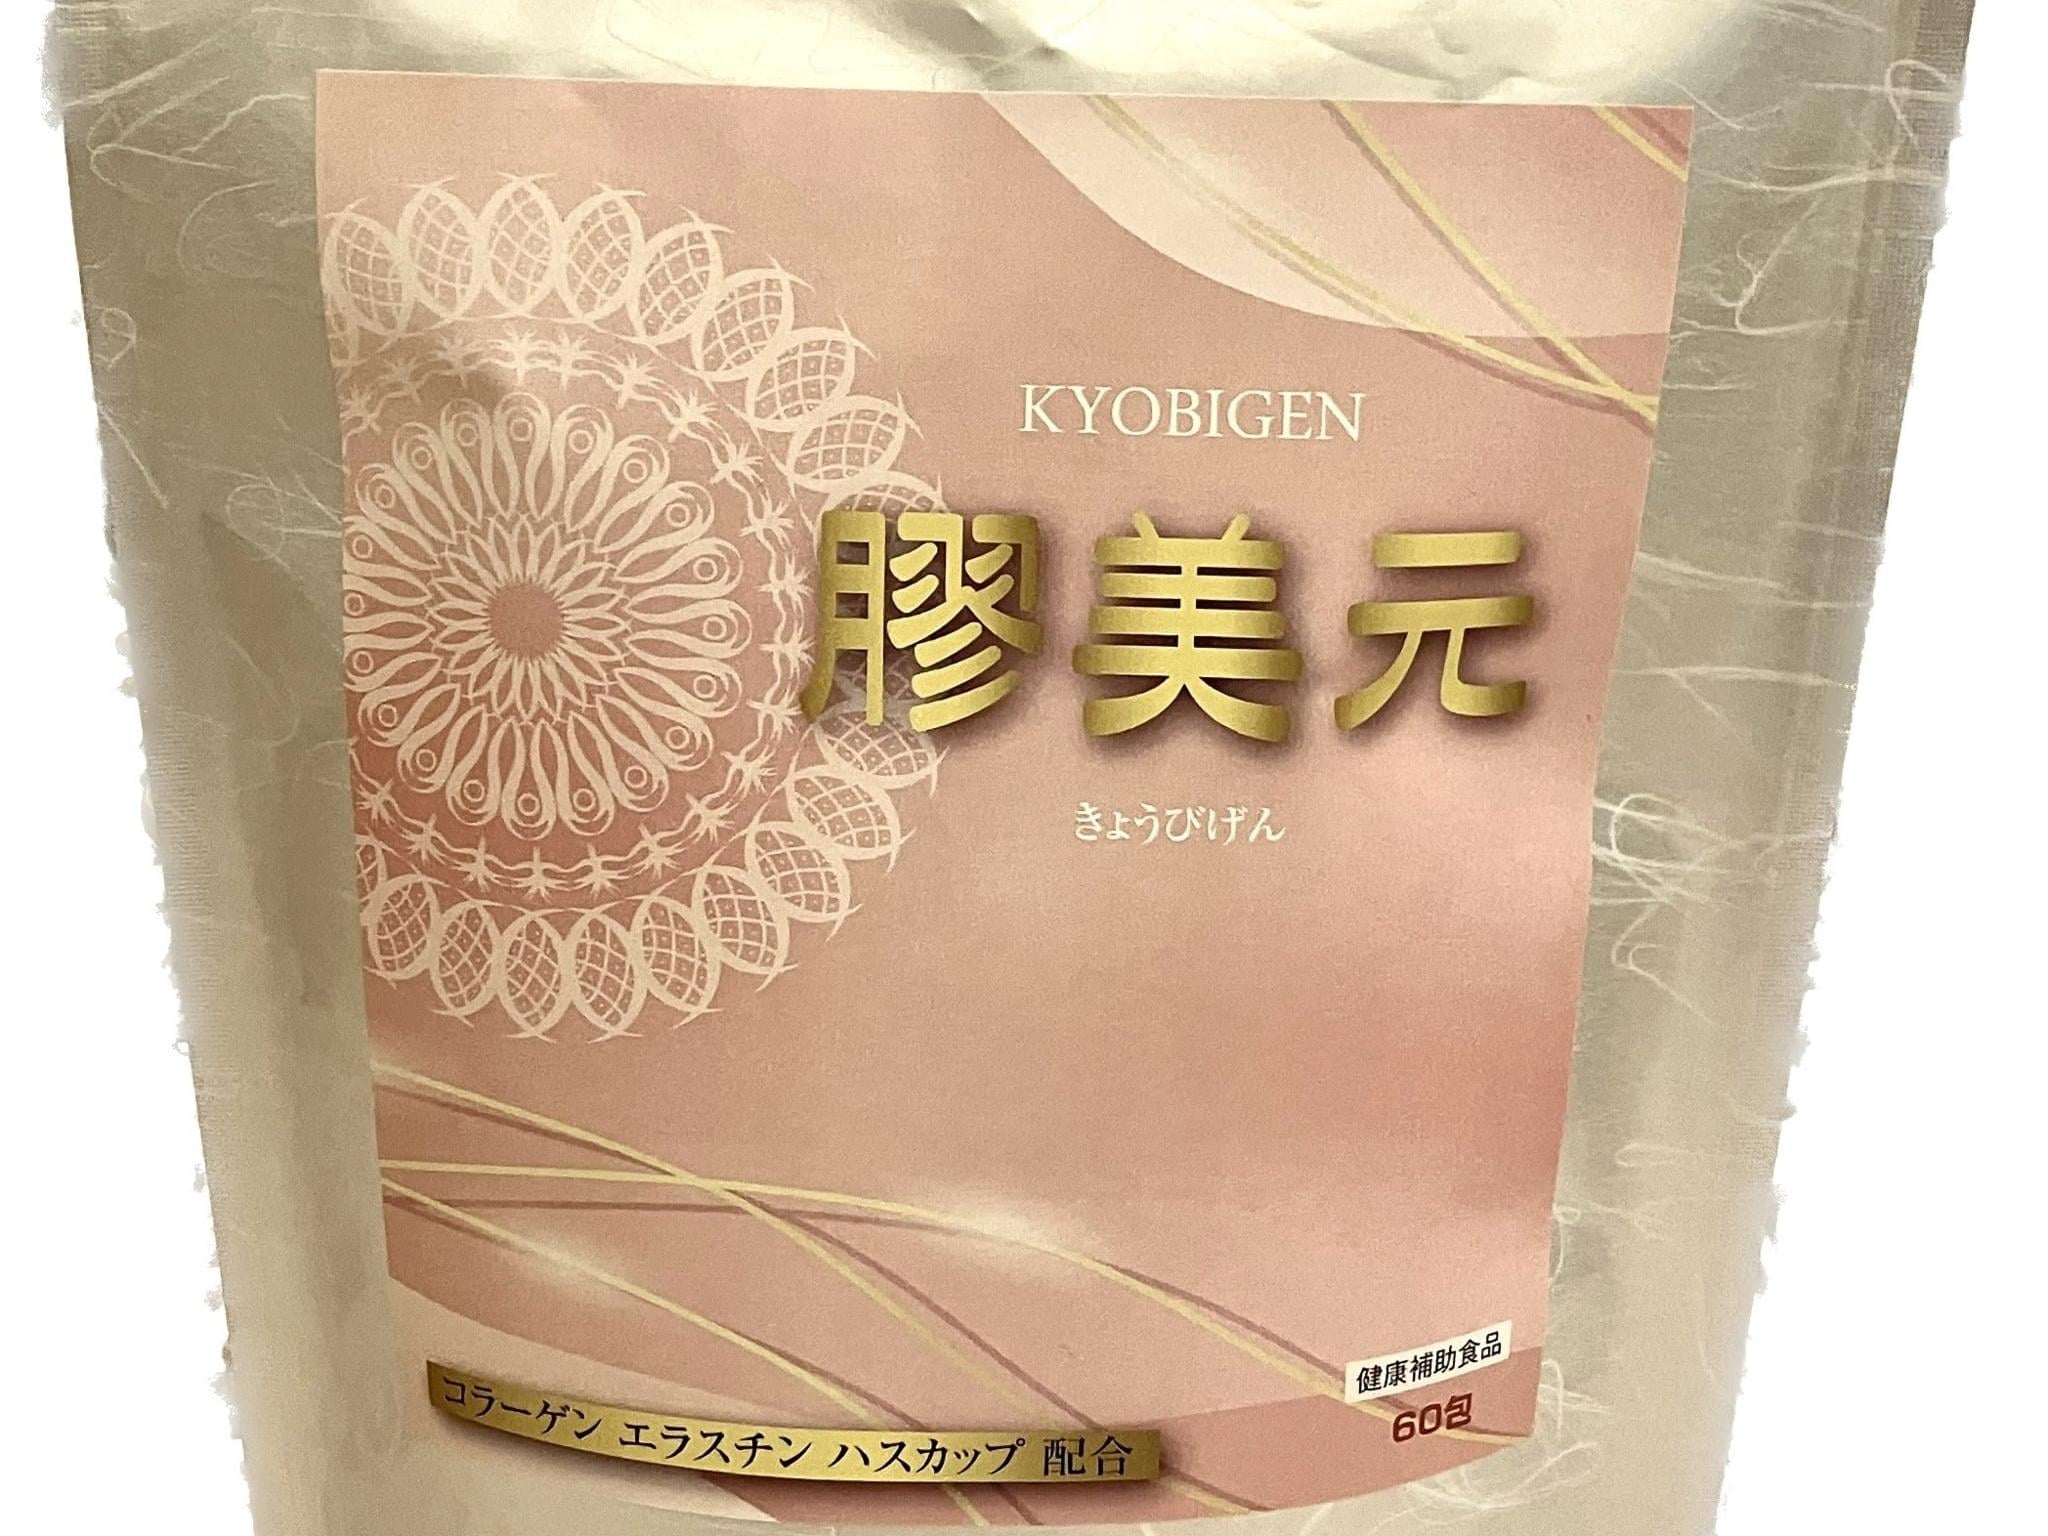 KYOBIGEN
膠美元
きょうびげん
健康補助食品
60包
コラーゲン エラスチン ハスカップ 配合